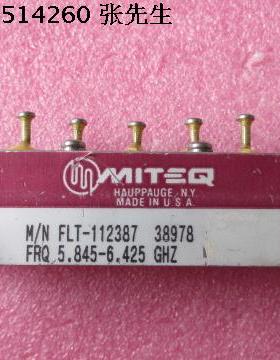 514260 张先生
MITEQ
HAUPPAUGE, N.Y.
MADE IN U.S.A.
M/N FLT-112387 38978
FRQ 5.845-6.425 GHZ